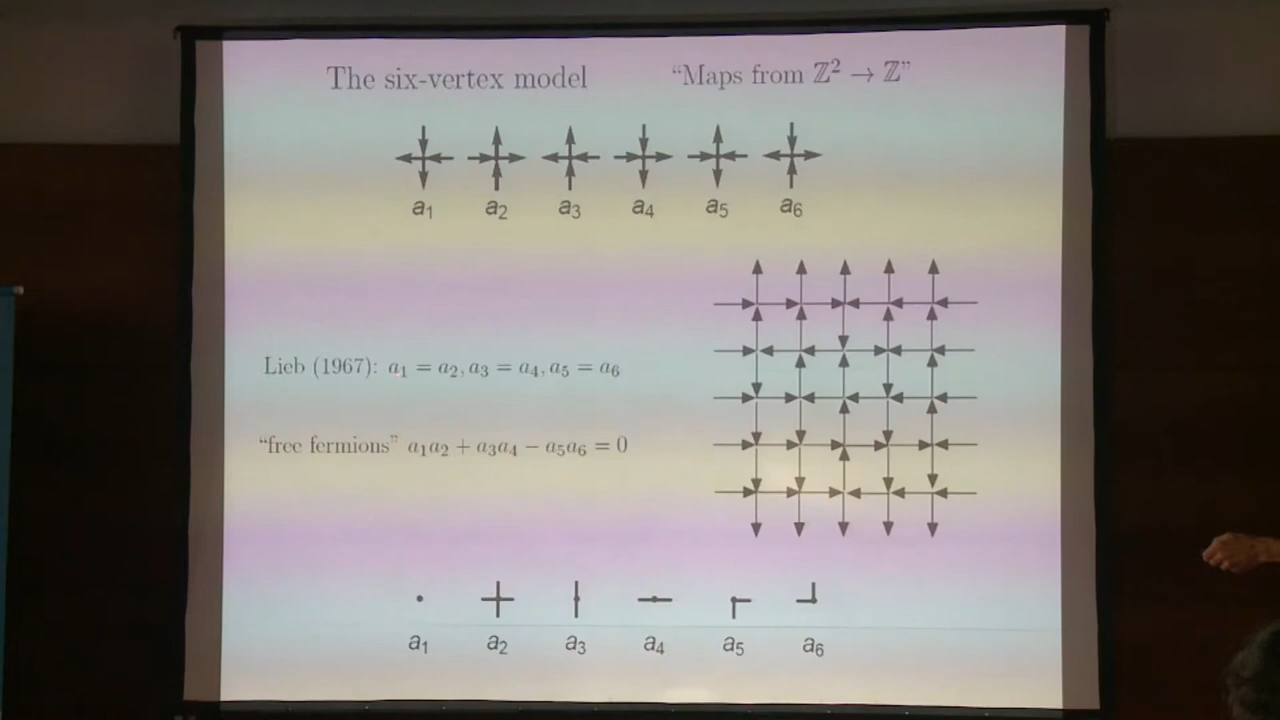 The six-vertex model “Maps from ℤ² → ℤ”
a₁ a₂ a₃ a₄ a₅ a₆
Lieb (1967): a₁ = a₂, a₃ = a₄, a₅ = a₆
“free fermions” a₁a₂ + a₃a₄ − a₅a₆ = 0
a₁ a₂ a₃ a₄ a₅ a₆